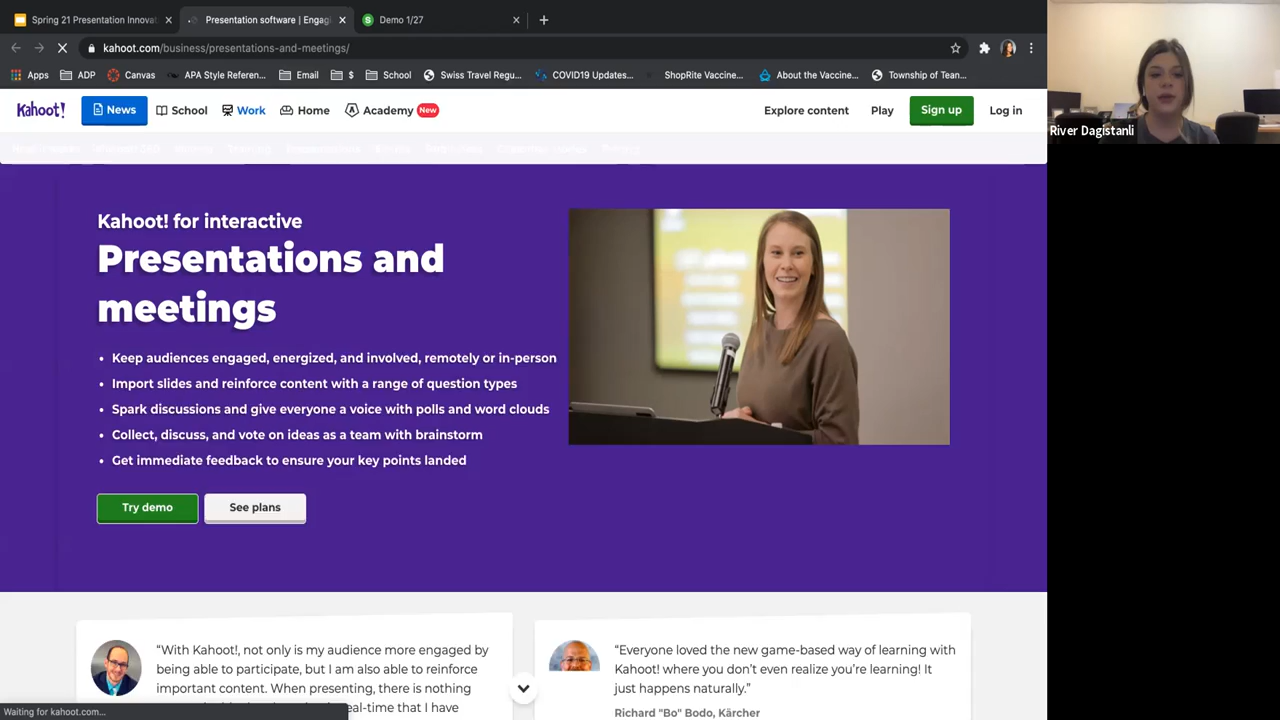 Spring 21 Presentation Innovat
Presentation software | Engagi
Demo 1/27
kahoot.com/business/presentations-and-meetings/
Apps ADP Canvas APA Style Referen... Email $ School Swiss Travel Regu... COVID19 Updates... ShopRite Vaccine... About the Vaccine... Township of Tean...
Kahoot! News School Work Home Academy New Explore content Play Sign up Log in
Kahoot! for interactive
Presentations and
meetings
• Keep audiences engaged, energized, and involved, remotely or in-person
• Import slides and reinforce content with a range of question types
• Spark discussions and give everyone a voice with polls and word clouds
• Collect, discuss, and vote on ideas as a team with brainstorm
• Get immediate feedback to ensure your key points landed
Try demo See plans
“With Kahoot!, not only is my audience more engaged by
being able to participate, but I am also able to reinforce
important content. When presenting, there is nothing
eal-time that I have
“Everyone loved the new game-based way of learning with
Kahoot! where you don’t even realize you’re learning! It
just happens naturally.”
Richard "Bo" Bodo, Kärcher
Waiting for kahoot.com...
River Dagistanli